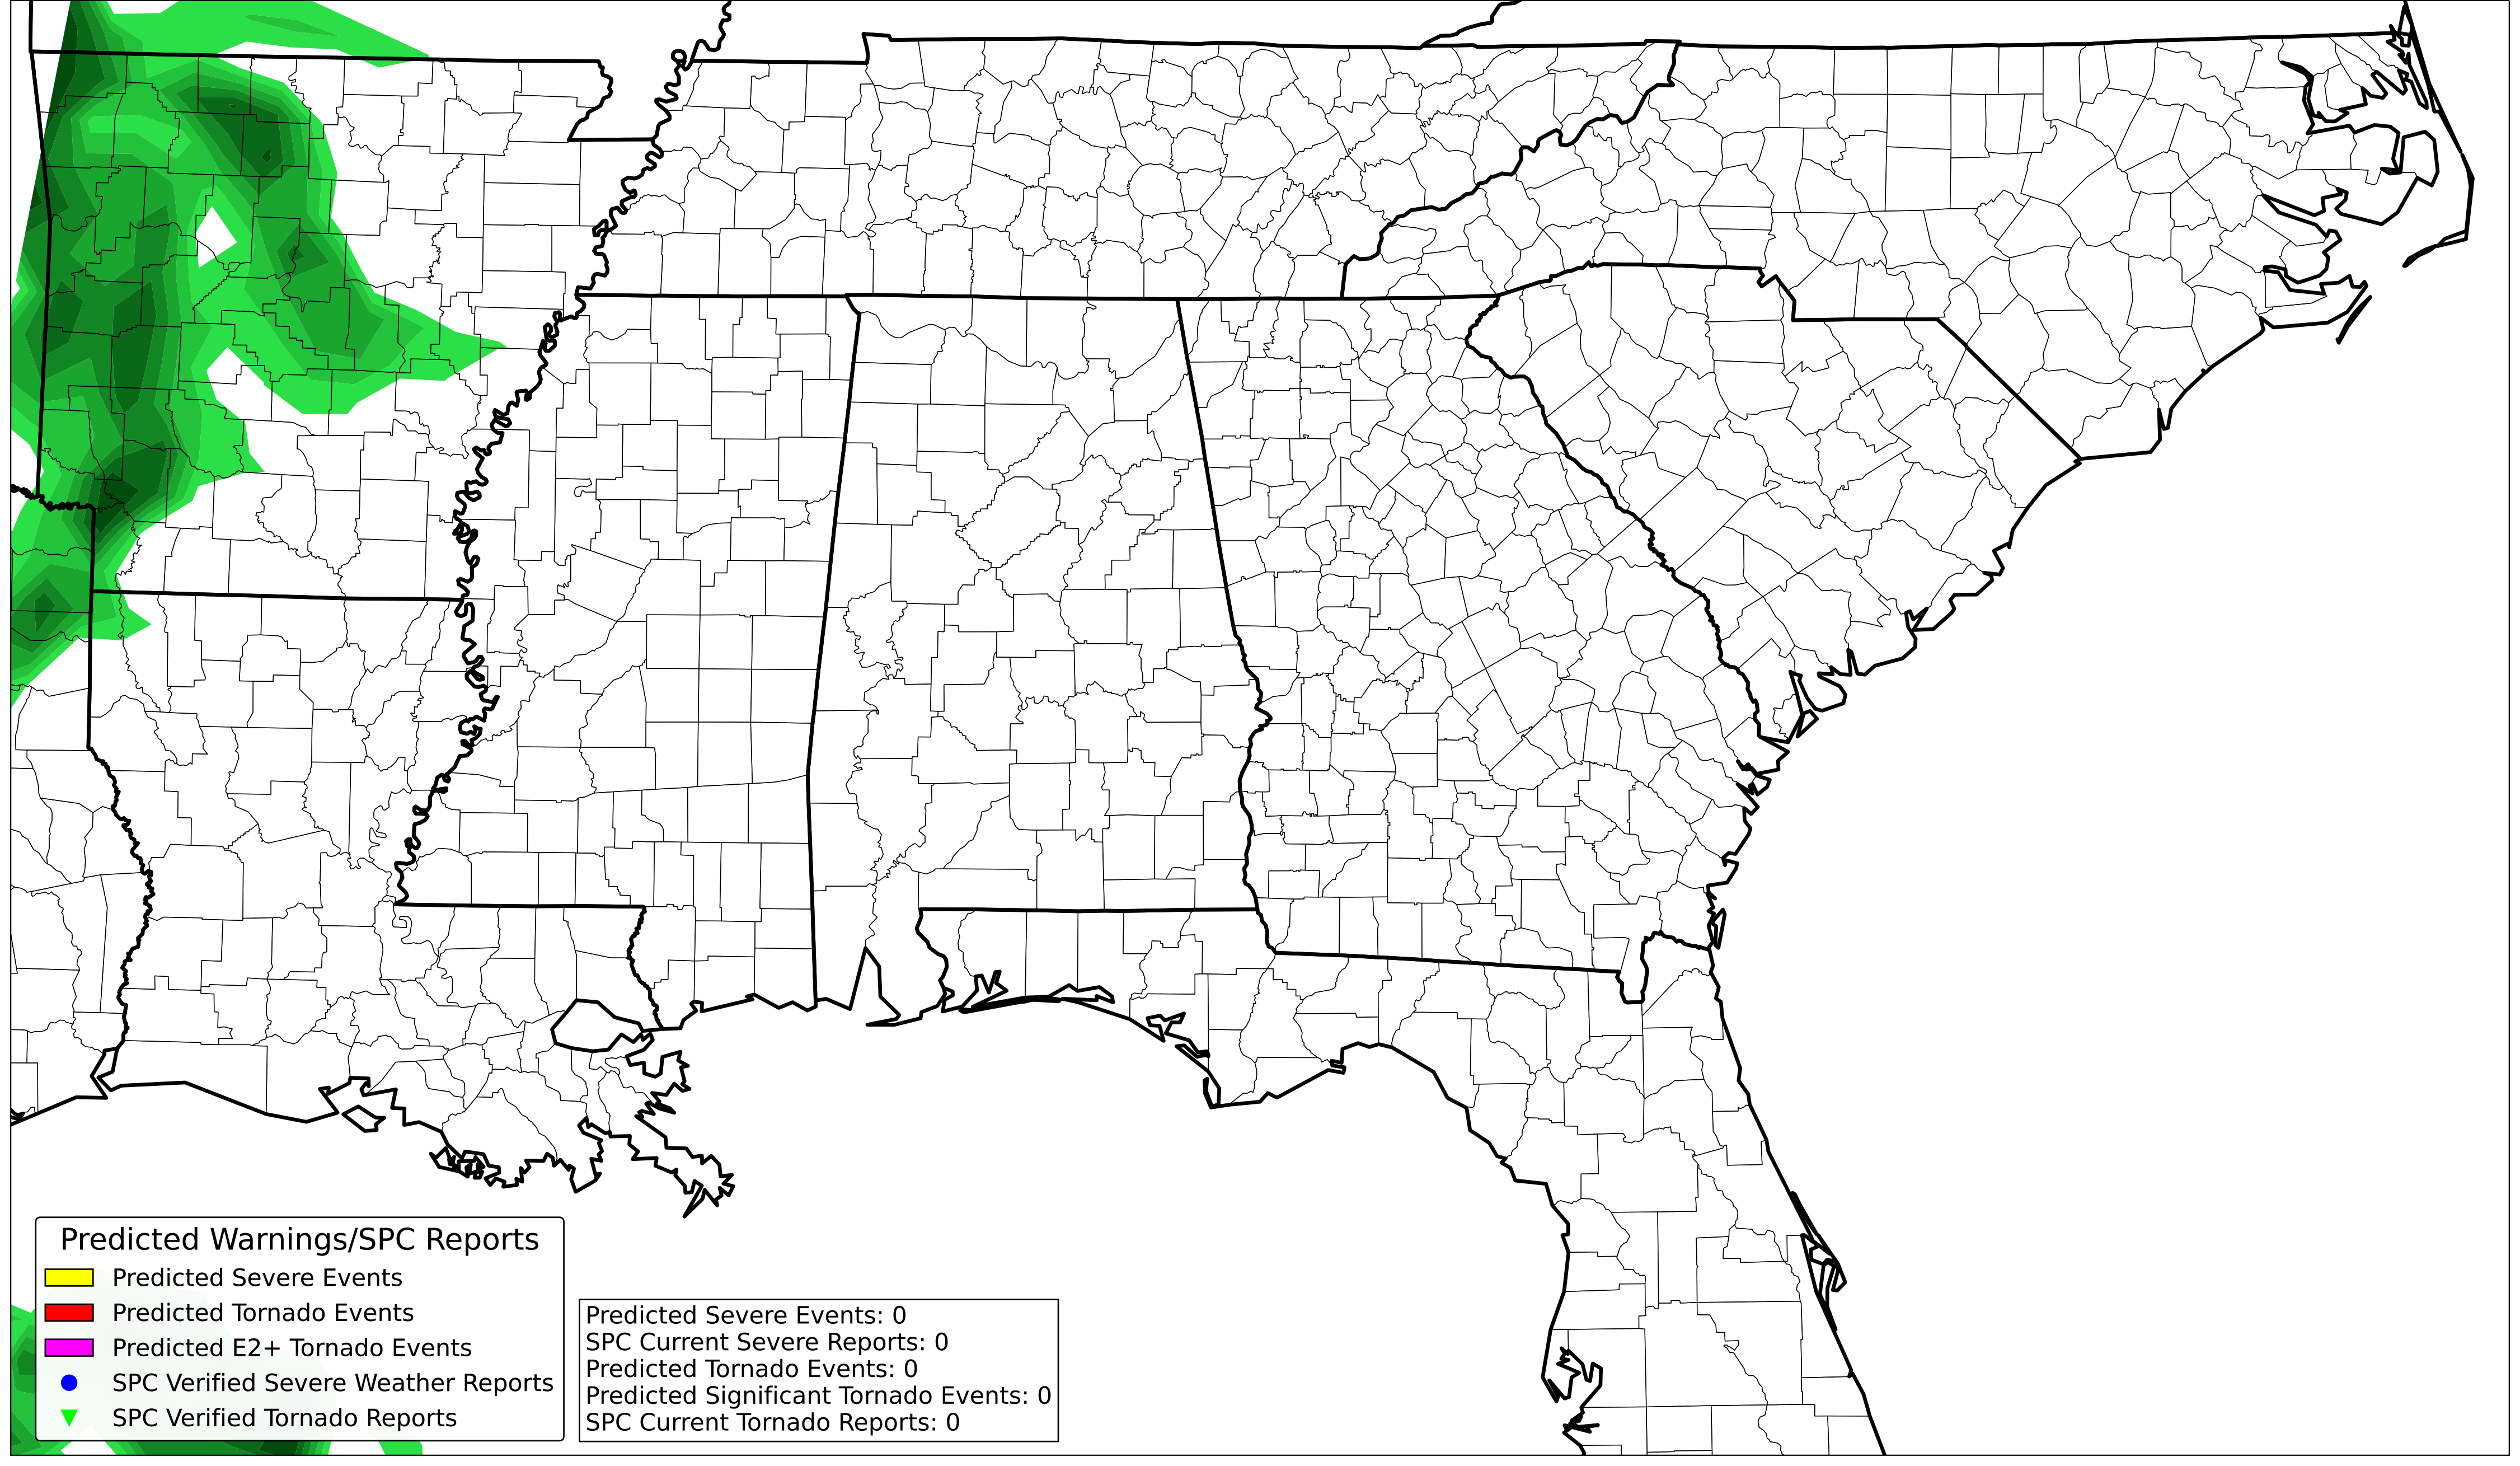 Predicted Warnings/SPC Reports
Predicted Severe Events
Predicted Tornado Events
Predicted E2+ Tornado Events
SPC Verified Severe Weather Reports
SPC Verified Tornado Reports
Predicted Severe Events: 0
SPC Current Severe Reports: 0
Predicted Tornado Events: 0
Predicted Significant Tornado Events: 0
SPC Current Tornado Reports: 0